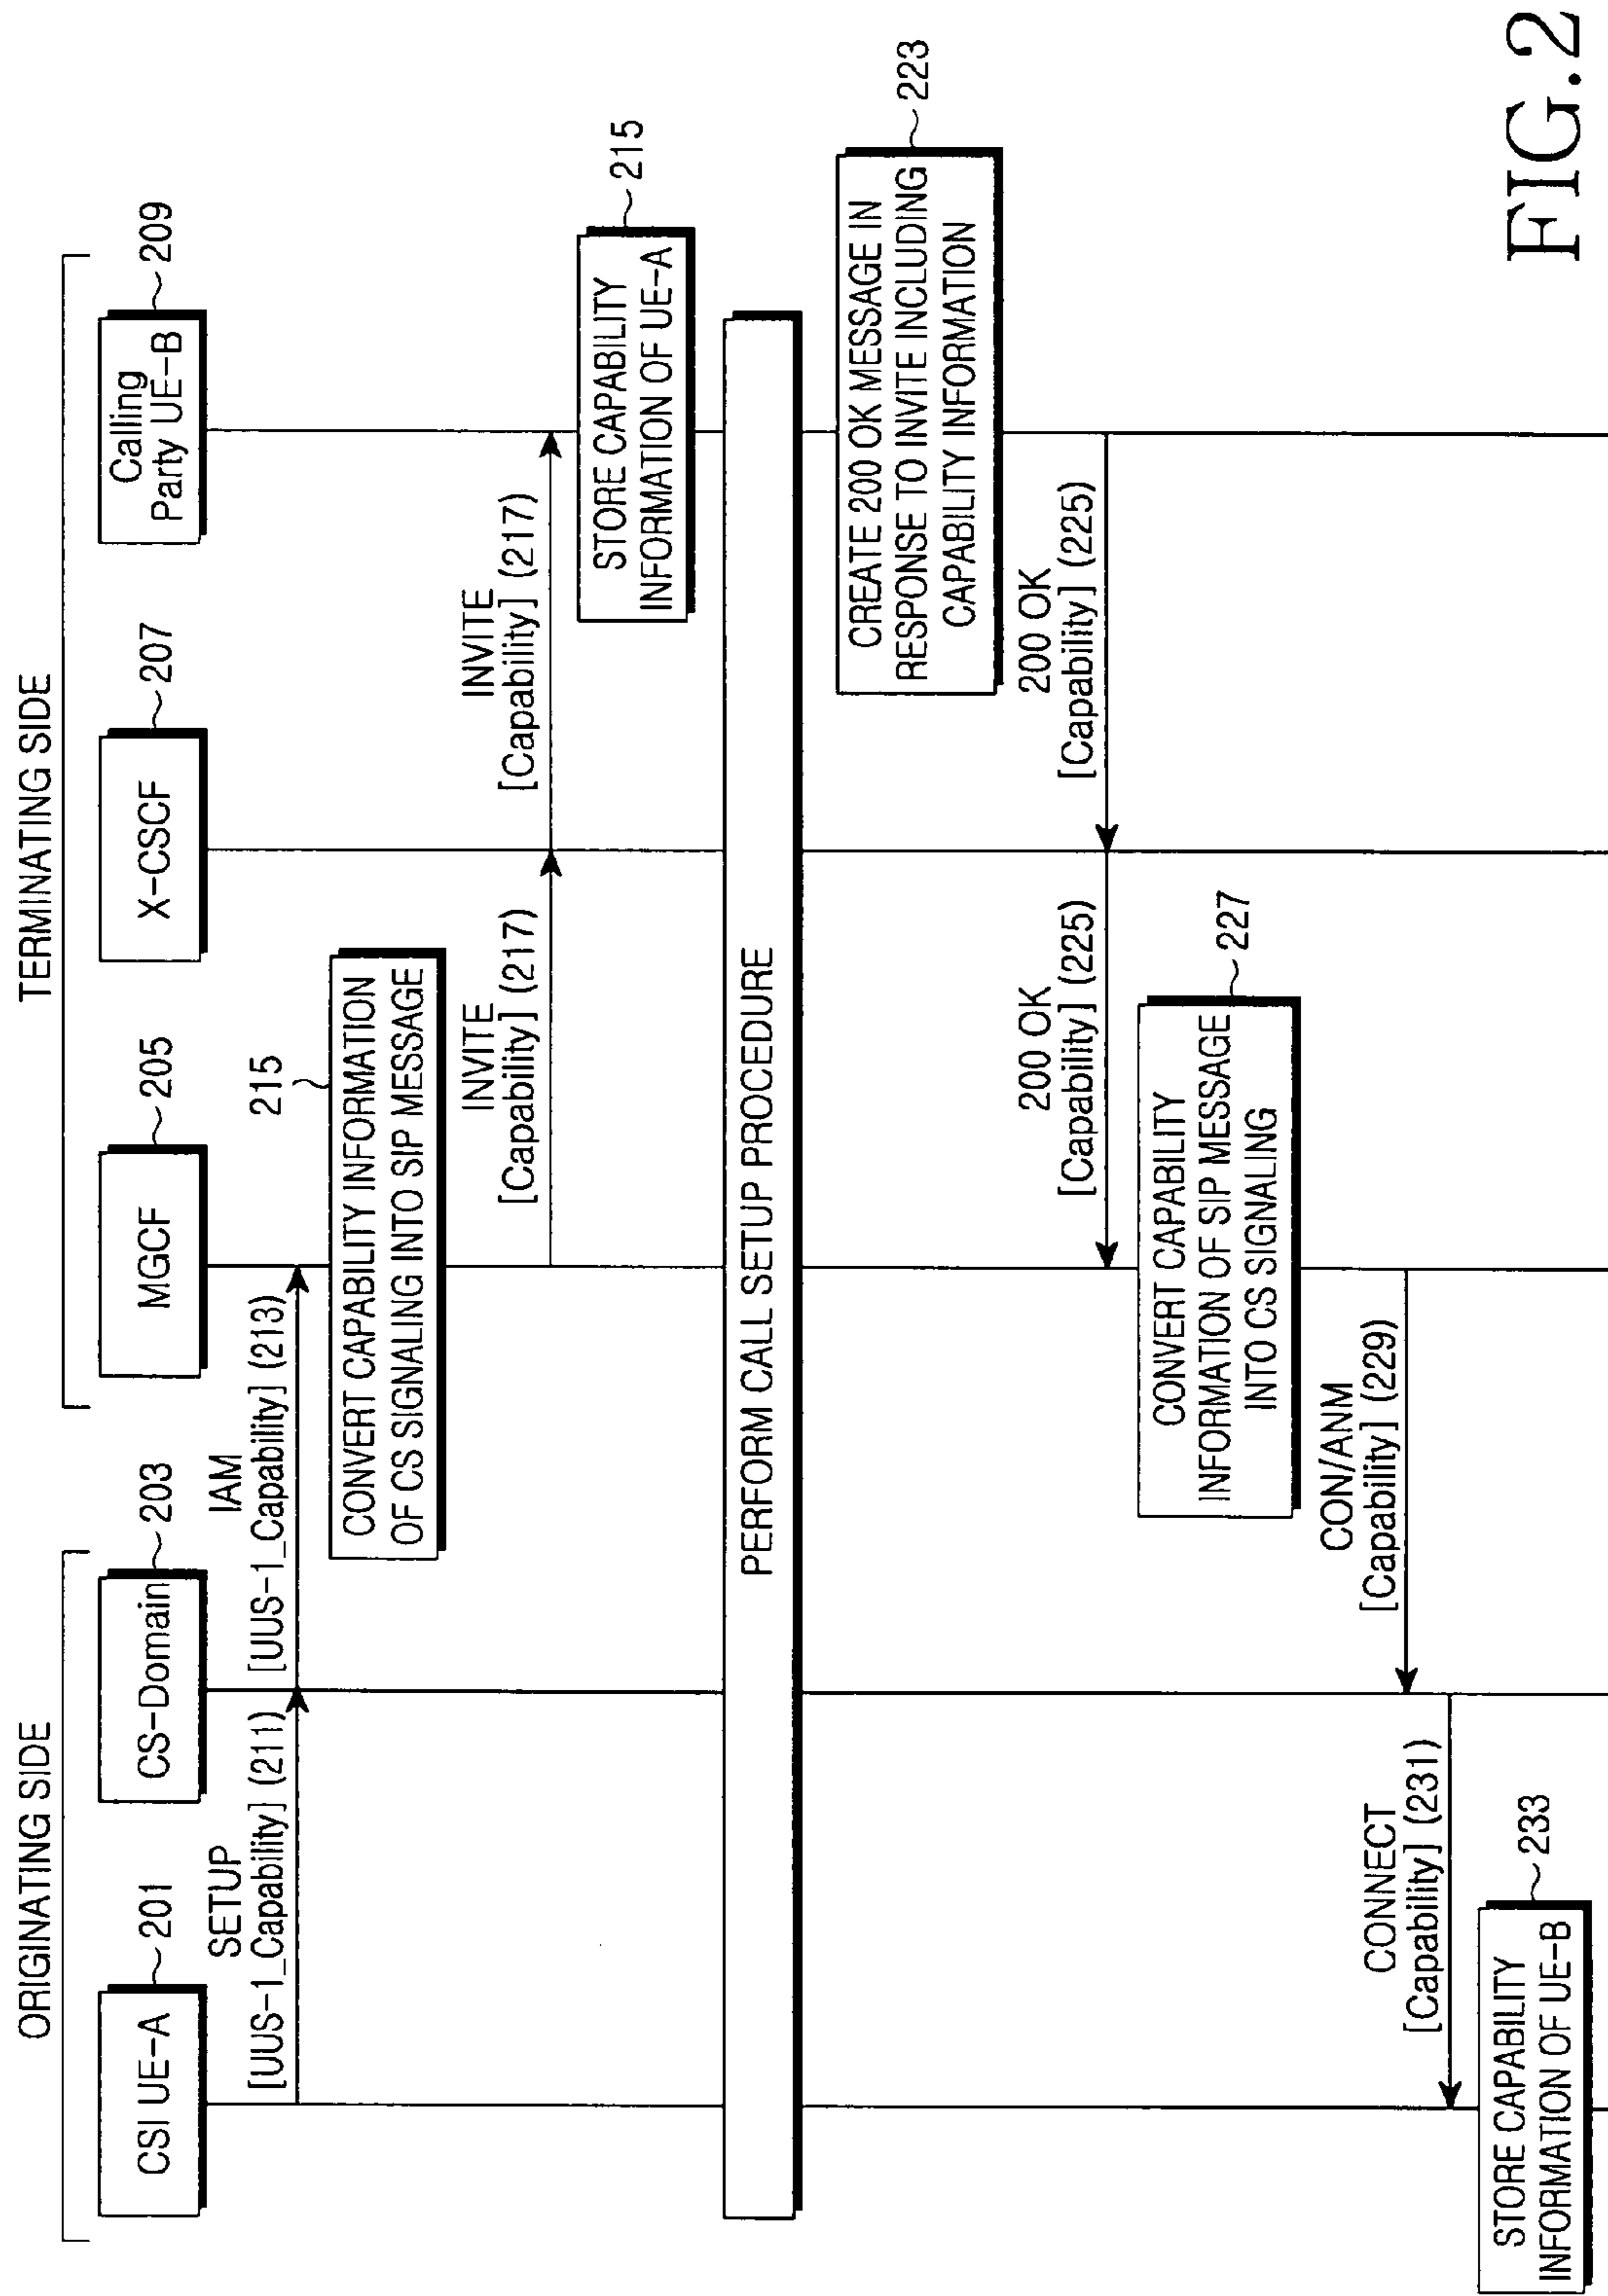 ORIGINATING SIDE
TERMINATING SIDE
CSI UE-A
201
CS-Domain
203
MGCF
205
X-CSCF
207
Calling
Party UE-B
209
SETUP
[UUS-1_Capability] (211)
IAM
[UUS-1_Capability] (213)
215
CONVERT CAPABILITY INFORMATION
OF CS SIGNALING INTO SIP MESSAGE
INVITE
[Capability] (217)
INVITE
[Capability] (217)
STORE CAPABILITY
INFORMATION OF UE-A
215
PERFORM CALL SETUP PROCEDURE
CREATE 200 OK MESSAGE IN
RESPONSE TO INVITE INCLUDING
CAPABILITY INFORMATION
223
200 OK
[Capability] (225)
200 OK
[Capability] (225)
CONVERT CAPABILITY
INFORMATION OF SIP MESSAGE
INTO CS SIGNALING
227
CON/ANM
[Capability] (229)
CONNECT
[Capability] (231)
STORE CAPABILITY
INFORMATION OF UE-B
233
FIG.2